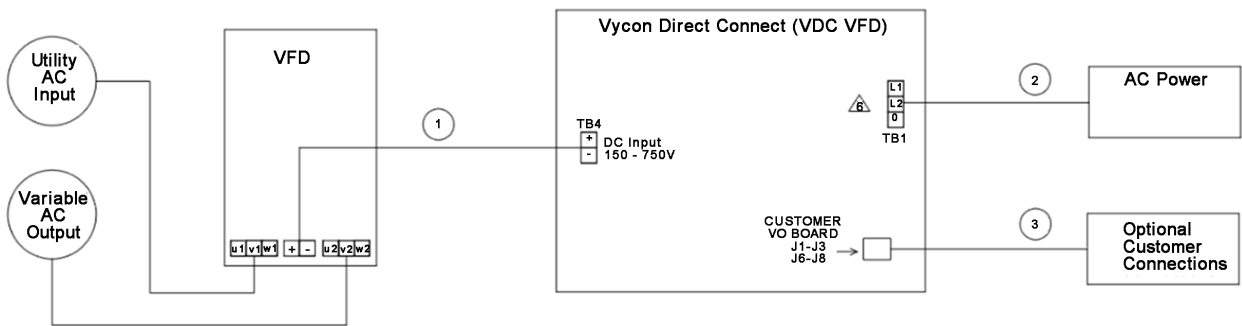 Utility
AC
Input
Variable
AC
Output
VFD
u1 v1 w1 + - u2 v2 w2
1
Vycon Direct Connect (VDC VFD)
TB4
+
-
DC Input
150 - 750V
6
L1
L2
0
TB1
CUSTOMER
VO BOARD
J1-J3
J6-J8
2
AC Power
3
Optional
Customer
Connections